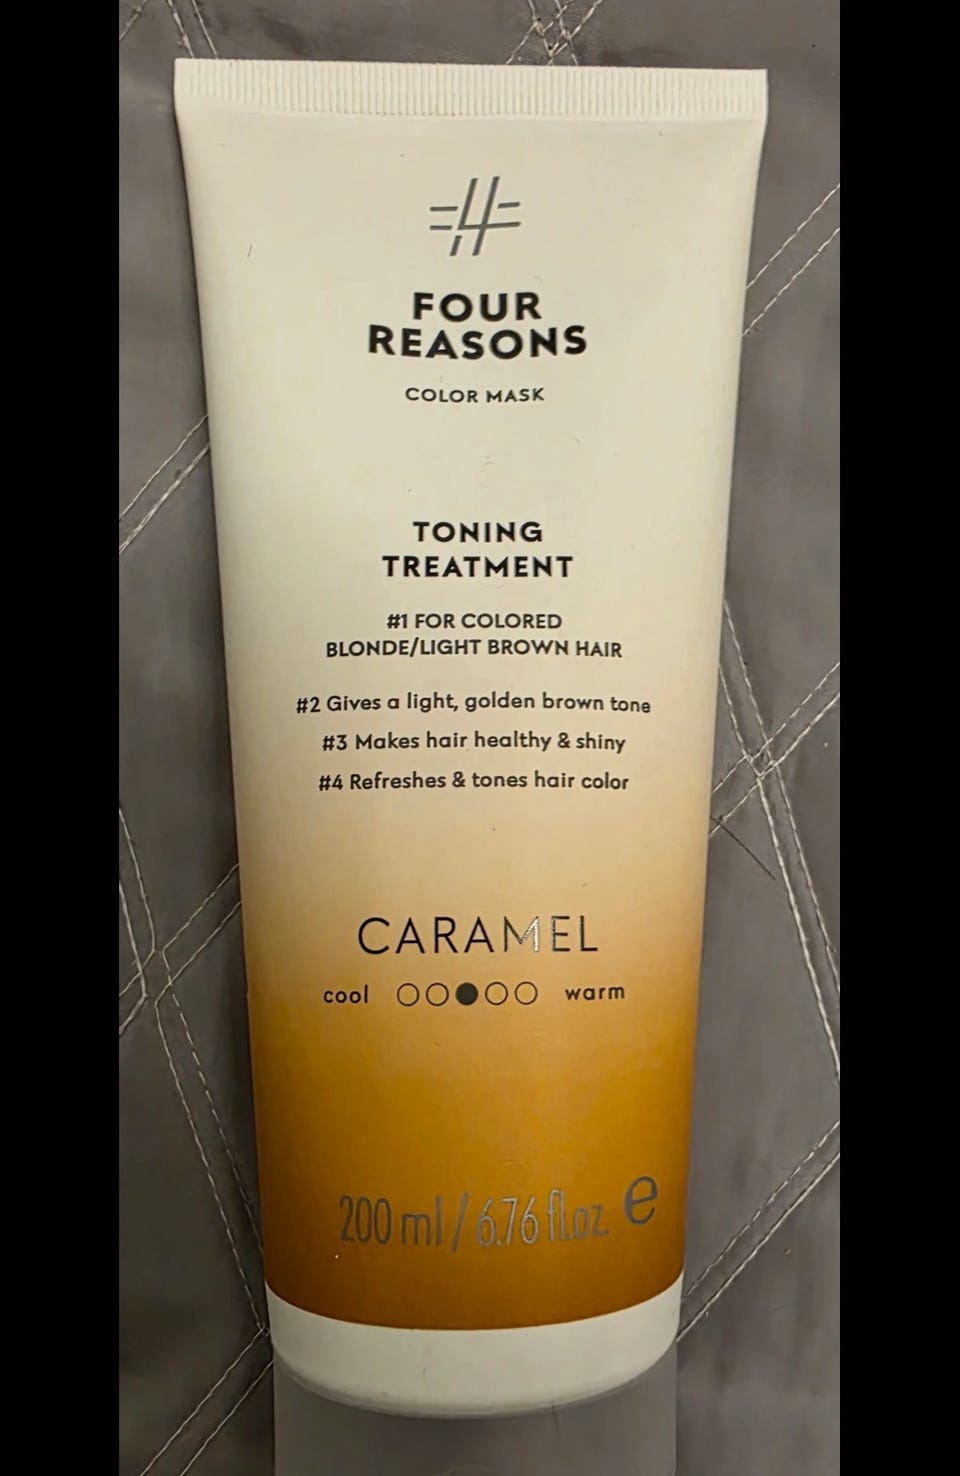 FOUR
REASONS
COLOR MASK
TONING
TREATMENT
#1 FOR COLORED
BLONDE/LIGHT BROWN HAIR
#2 Gives a light, golden brown tone
#3 Makes hair healthy & shiny
#4 Refreshes & tones hair color
CARAMEL
cool warm
200 ml / 6.76 fl.oz. e